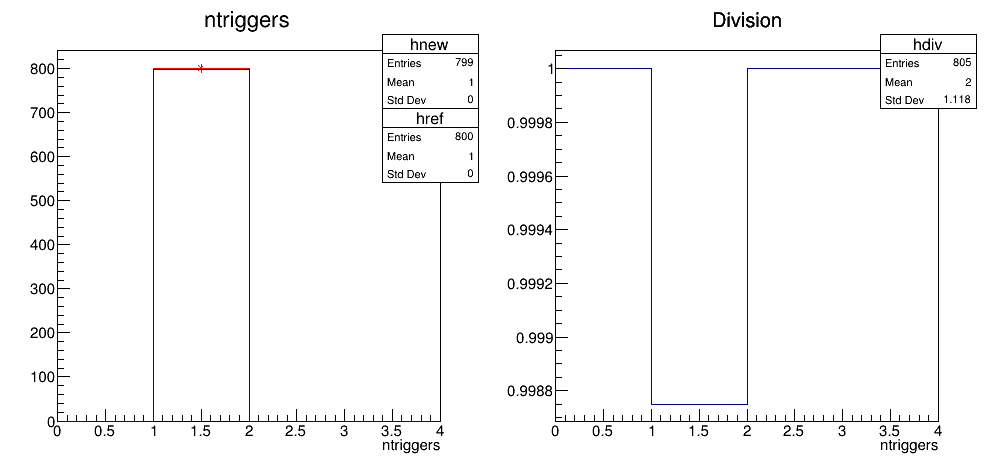 ntriggers
hnew
Entries 799
Mean 1
Std Dev 0
href
Entries 800
Mean 1
Std Dev 0
800
700
600
500
400
300
200
100
0
0 0.5 1 1.5 2 2.5 3 3.5 4
ntriggers
Division
hdiv
Entries 805
Mean 2
Std Dev 1.118
1
0.9998
0.9996
0.9994
0.9992
0.999
0.9988
0 0.5 1 1.5 2 2.5 3 3.5 4
ntriggers